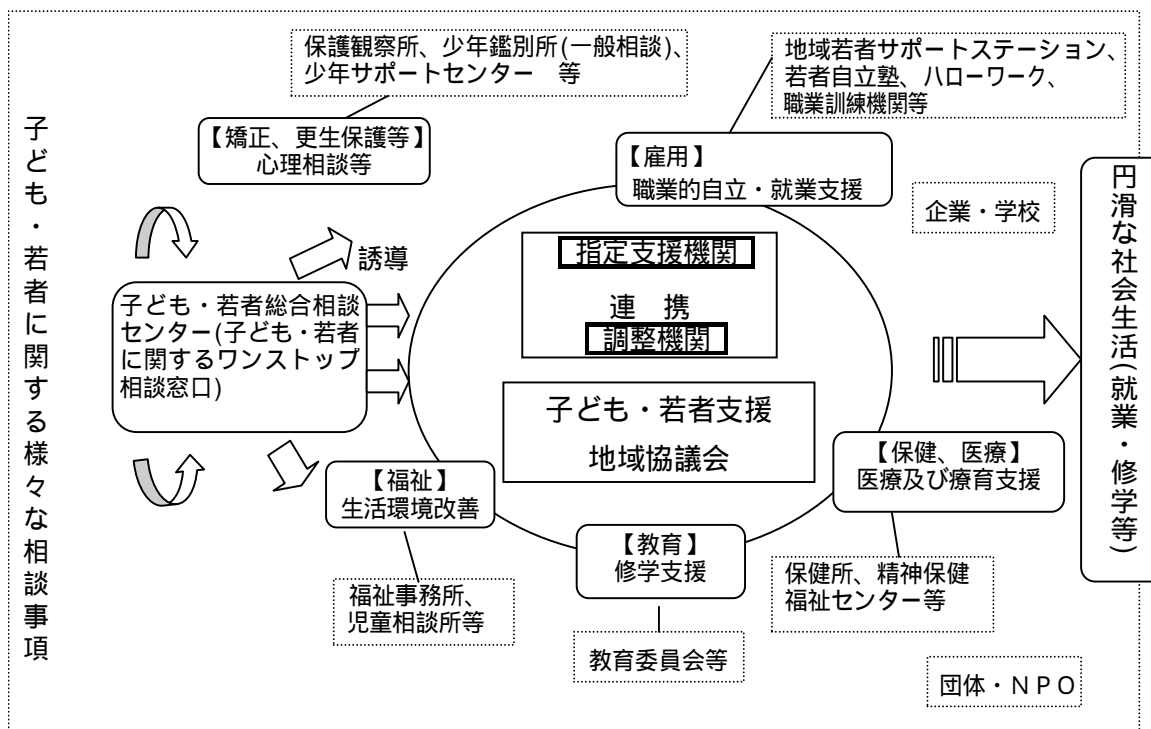 子ども・若者に関する様々な相談事項
保護観察所、少年鑑別所(一般相談)、
少年サポートセンター　等
【矯正、更生保護等】
心理相談等
地域若者サポートステーション、
若者自立塾、ハローワーク、
職業訓練機関等
【雇用】
職業的自立・就業支援
企業・学校
誘導
子ども・若者総合相談
センター(子ども・若者
に関するワンストップ
相談窓口)
指定支援機関
連　携
調整機関
子ども・若者支援
地域協議会
円滑な社会生活(就業・修学等)
【福祉】
生活環境改善
【保健、医療】
医療及び療育支援
【教育】
修学支援
福祉事務所、
児童相談所等
保健所、精神保健
福祉センター等
教育委員会等
団体・ＮＰＯ